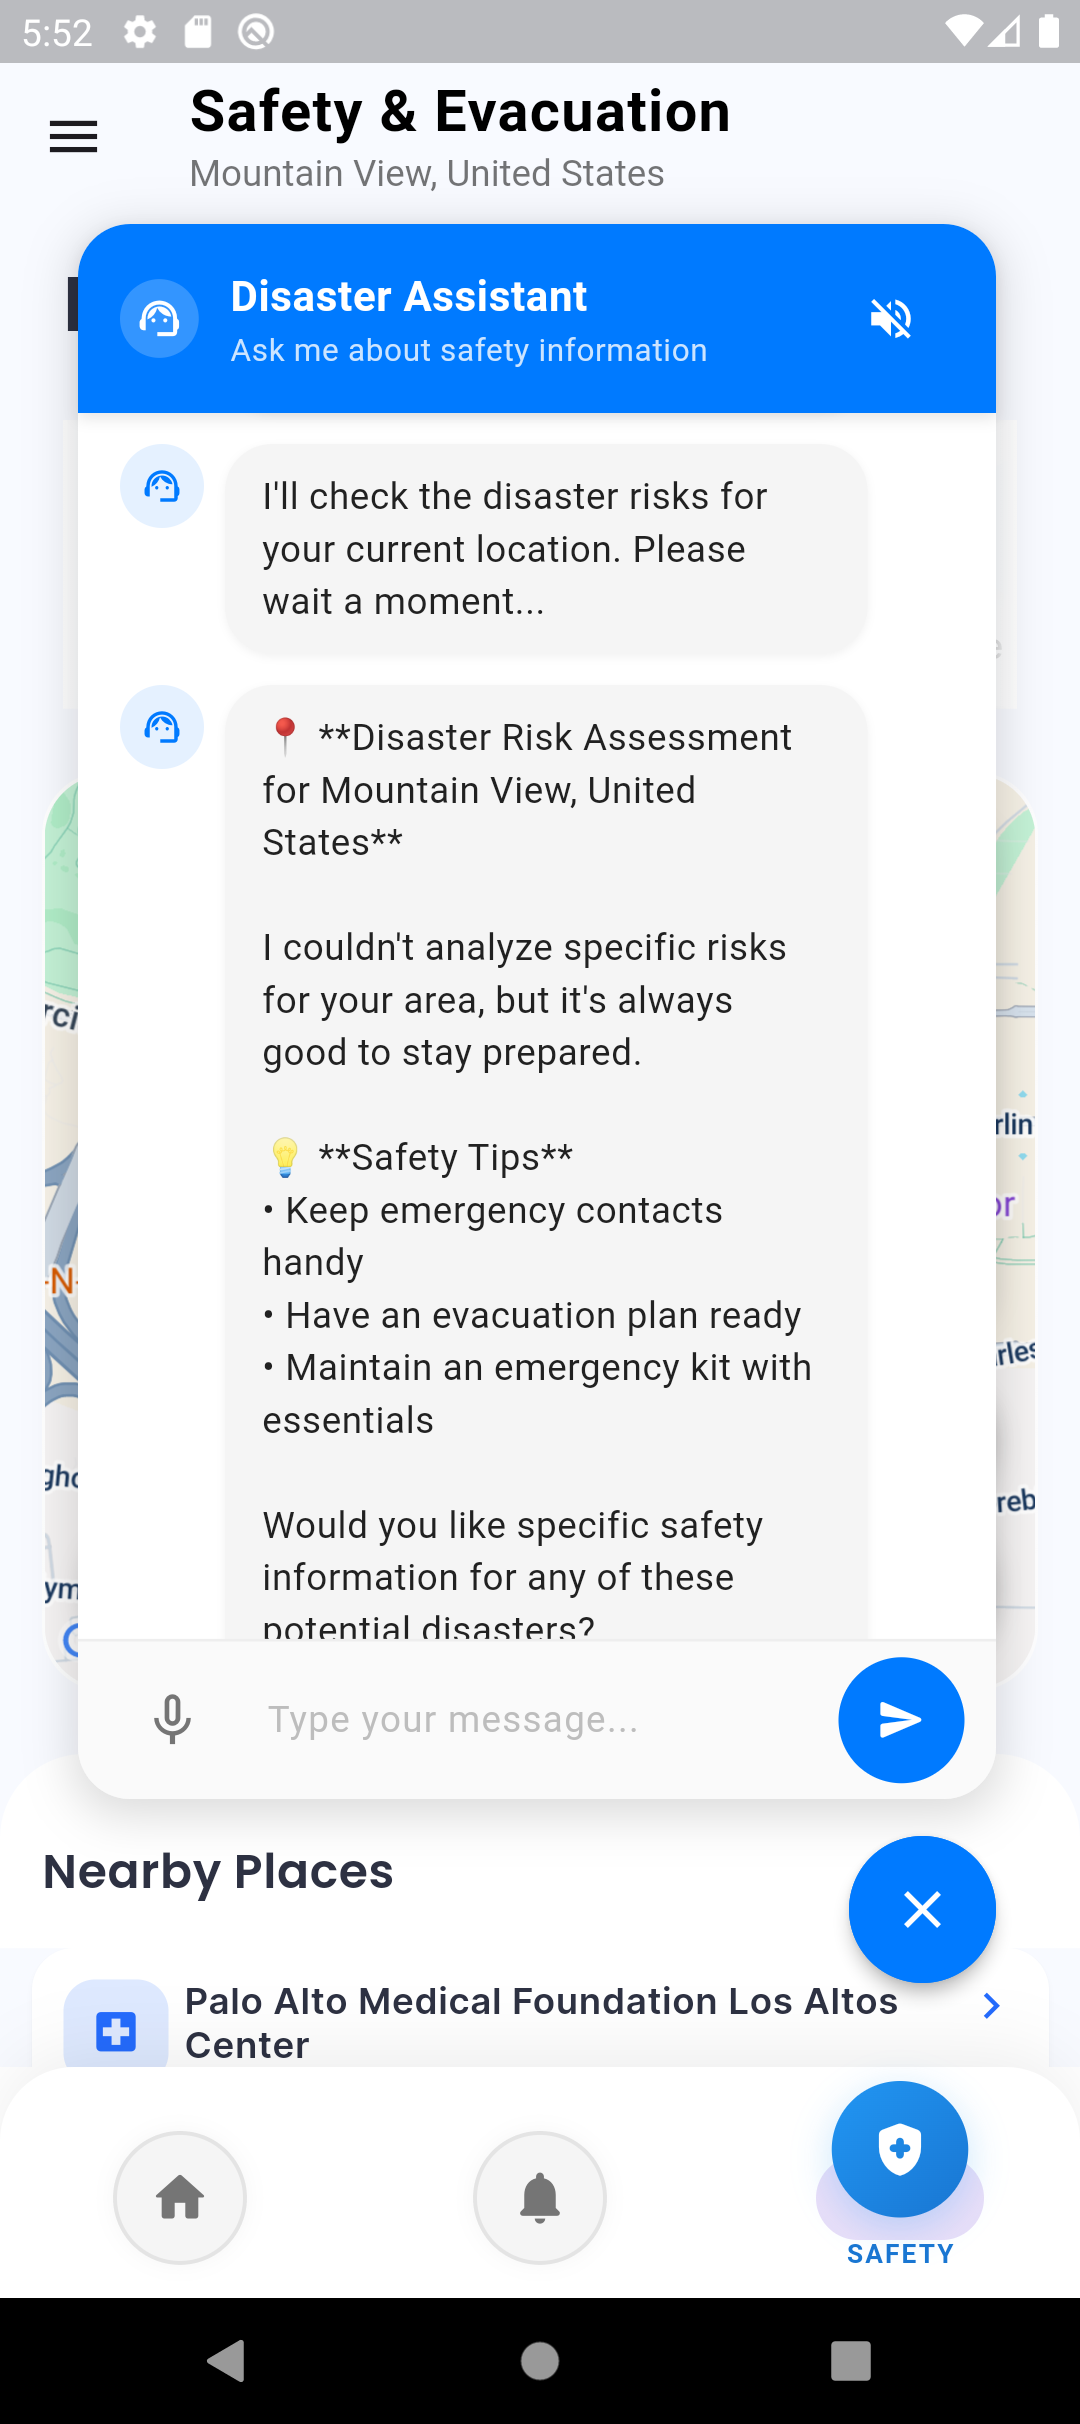 5:52
Safety & Evacuation
Mountain View, United States
Disaster Assistant
Ask me about safety information
I'll check the disaster risks for
your current location. Please
wait a moment...
📍 **Disaster Risk Assessment
for Mountain View, United
States**
I couldn't analyze specific risks
for your area, but it's always
good to stay prepared.
💡 **Safety Tips**
• Keep emergency contacts
handy
• Have an evacuation plan ready
• Maintain an emergency kit with
essentials
Would you like specific safety
information for any of these
potential disasters?
Type your message...
Nearby Places
Palo Alto Medical Foundation Los Altos
Center
SAFETY